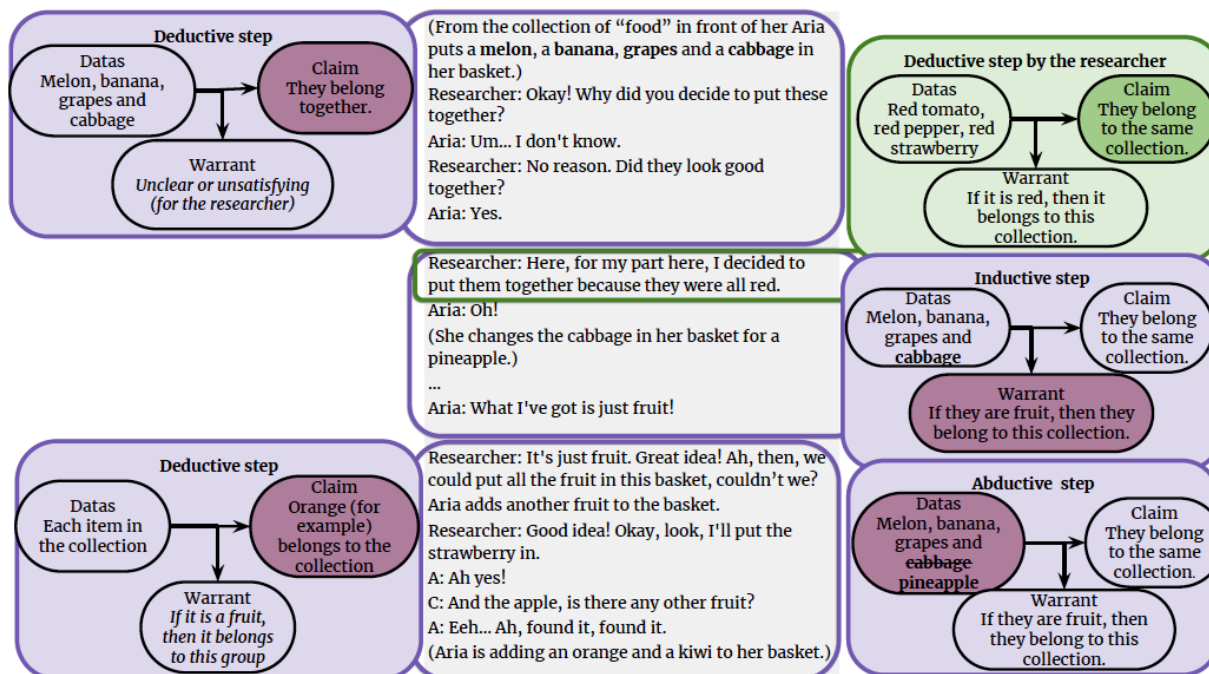 Deductive step
Datas
Melon, banana,
grapes and
cabbage
Claim
They belong
together.
Warrant
Unclear or unsatisfying
(for the researcher)
(From the collection of “food” in front of her Aria
puts a melon, a banana, grapes and a cabbage in
her basket.)
Researcher: Okay! Why did you decide to put these
together?
Aria: Um... I don't know.
Researcher: No reason. Did they look good
together?
Aria: Yes.
Deductive step by the researcher
Datas
Red tomato,
red pepper, red
strawberry
Claim
They belong
to the same
collection.
Warrant
If it is red, then it
belongs to this
collection.
Researcher: Here, for my part here, I decided to
put them together because they were all red.
Aria: Oh!
(She changes the cabbage in her basket for a
pineapple.)
...
Aria: What I've got is just fruit!
Inductive step
Datas
Melon, banana,
grapes and
cabbage
Claim
They belong
to the same
collection.
Warrant
If they are fruit, then they
belong to this collection.
Deductive step
Datas
Each item in
the collection
Claim
Orange (for
example)
belongs to the
collection
Warrant
If it is a fruit,
then it belongs
to this group
Researcher: It's just fruit. Great idea! Ah, then, we
could put all the fruit in this basket, couldn’t we?
Aria adds another fruit to the basket.
Researcher: Good idea! Okay, look, I'll put the
strawberry in.
A: Ah yes!
C: And the apple, is there any other fruit?
A: Eeh... Ah, found it, found it.
(Aria is adding an orange and a kiwi to her basket.)
Abductive step
Datas
Melon, banana,
grapes and
cabbage
pineapple
Claim
They belong
to the same
collection.
Warrant
If they are fruit, then
they belong to this
collection.